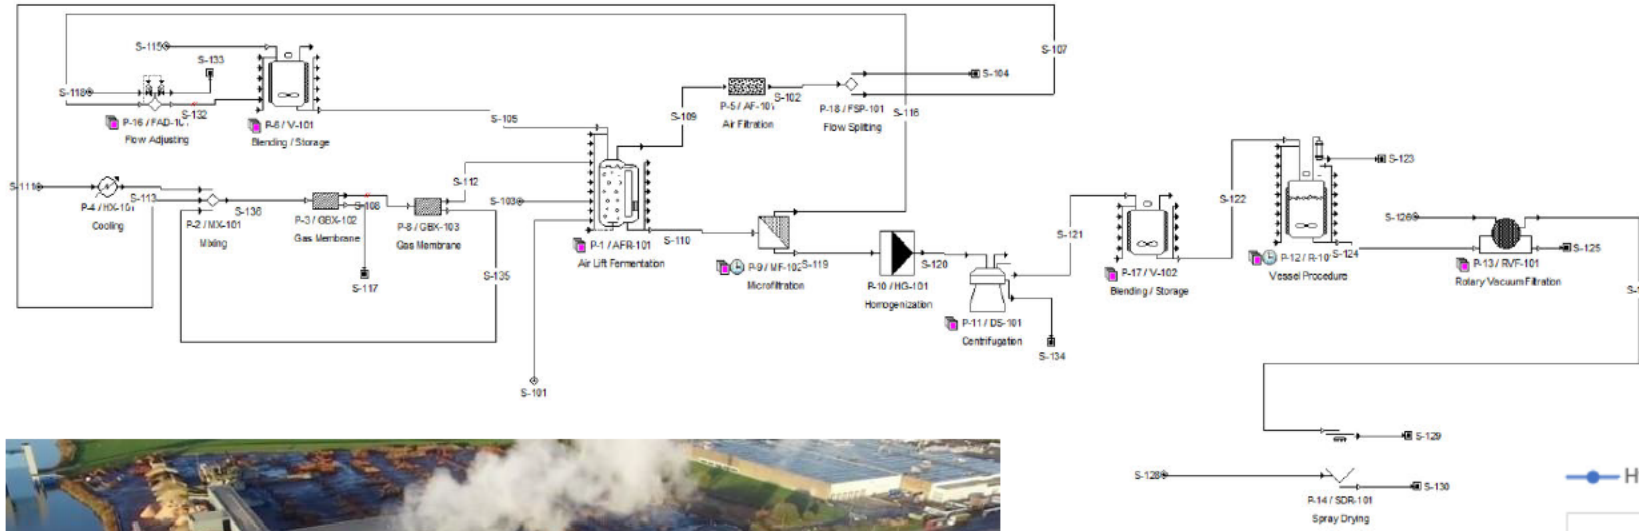 S-107
S-115
S-133
S-118
S-132
P-6 / V-101
Blending / Storage
Flow Adjusting
S-105
S-109
P-5 / AF-101
Air Filtration
S-102
S-104
P-18 / FSP-101
Flow Splitting
S-116
S-111
P-4 / HX-101
Cooling
S-113
P-2 / MX-101
Mixing
S-136
P-3 / GBX-102
Gas Membrane
S-108
P-8 / GBX-103
Gas Membrane
S-112
S-135
S-117
S-103
P-1 / AFR-101
Air Lift Fermentation
S-110
S-101
P-9 / MF-102
Microfiltration
S-119
P-10 / HG-101
Homogenization
S-120
P-11 / DS-101
Centrifugation
S-134
S-121
P-17 / V-102
Blending / Storage
S-122
S-123
P-12 / R-10
Vessel Procedure
S-124
S-126
S-125
P-13 / RVF-101
Rotary Vacuum Filtration
S-129
S-128
S-130
P-14 / SDR-101
Spray Drying
H